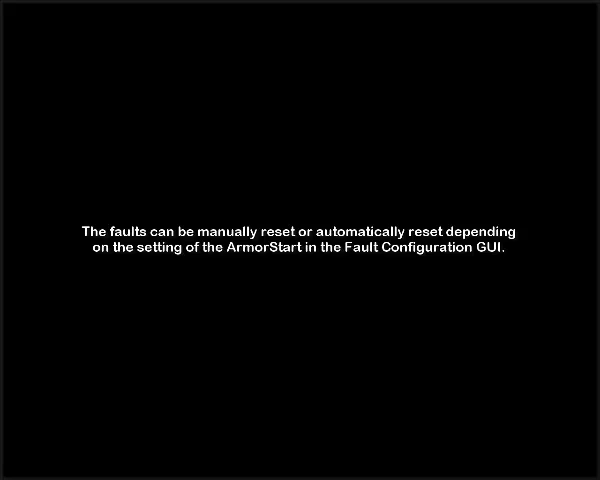 The faults can be manually reset or automatically reset depending
on the setting of the ArmorStart in the Fault Configuration GUI.